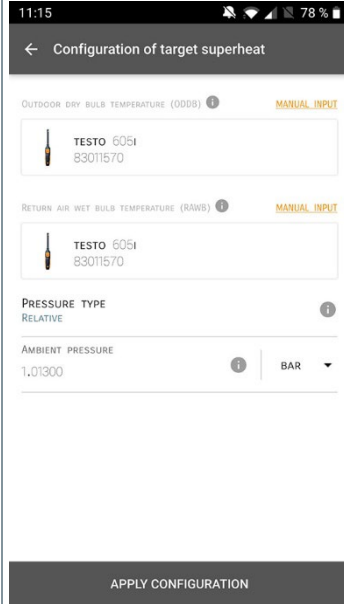 11:15 78 %
Configuration of target superheat
OUTDOOR DRY BULB TEMPERATURE (ODDB) MANUAL INPUT
TESTO 605I
83011570
RETURN AIR WET BULB TEMPERATURE (RAWB) MANUAL INPUT
TESTO 605I
83011570
PRESSURE TYPE
RELATIVE
AMBIENT PRESSURE
1.01300 BAR
APPLY CONFIGURATION